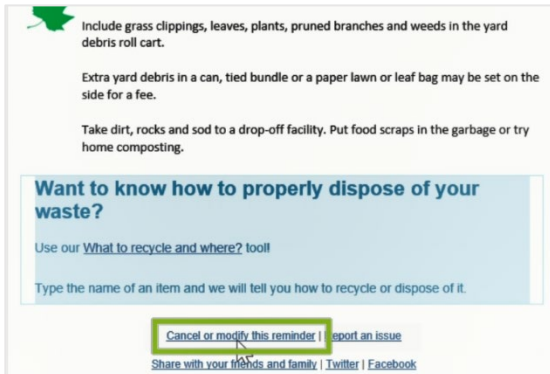 Include grass clippings, leaves, plants, pruned branches and weeds in the yard
debris roll cart.
Extra yard debris in a can, tied bundle or a paper lawn or leaf bag may be set on the
side for a fee.
Take dirt, rocks and sod to a drop-off facility. Put food scraps in the garbage or try
home composting.
Want to know how to properly dispose of your
waste?
Use our What to recycle and where? tool!
Type the name of an item and we will tell you how to recycle or dispose of it.
Cancel or modify this reminder | Report an issue
Share with your friends and family | Twitter | Facebook